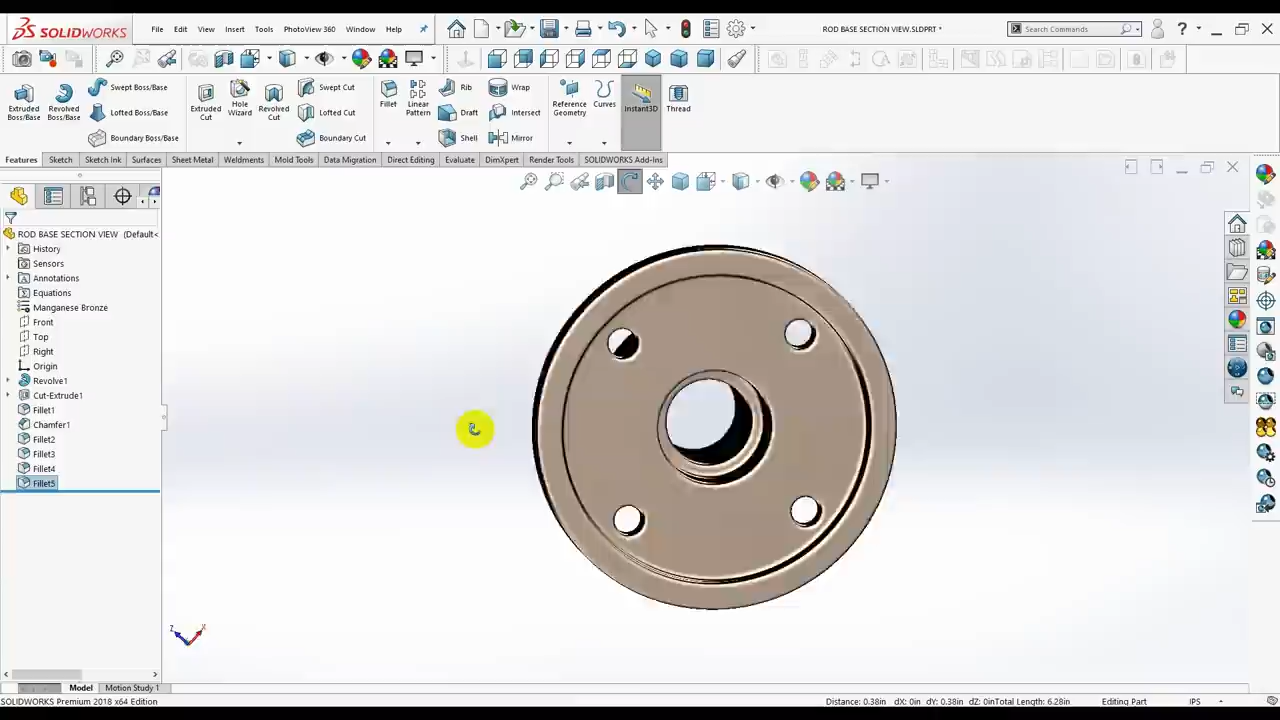 SOLIDWORKS
File Edit View Insert Tools PhotoView 360 Window Help
ROD BASE SECTION VIEW.SLDPRT *
Search Commands
Extruded Boss/Base
Revolved Boss/Base
Swept Boss/Base
Lofted Boss/Base
Boundary Boss/Base
Extruded Cut
Hole Wizard
Revolved Cut
Swept Cut
Lofted Cut
Boundary Cut
Fillet
Linear Pattern
Rib
Draft
Shell
Wrap
Intersect
Mirror
Reference Geometry
Curves
Instant3D
Thread
Features Sketch Sketch Ink Surfaces Sheet Metal Weldments Mold Tools Data Migration Direct Editing Evaluate DimXpert Render Tools SOLIDWORKS Add-Ins
ROD BASE SECTION VIEW (Default<
History
Sensors
Annotations
Equations
Manganese Bronze
Front
Top
Right
Origin
Revolve1
Cut-Extrude1
Fillet1
Chamfer1
Fillet2
Fillet3
Fillet4
Fillet5
Z X
Model Motion Study 1
SOLIDWORKS Premium 2018 x64 Edition
Distance: 0.38in dX: 0in dY: 0.38in dZ: 0inTotal Length: 6.28in Editing Part IPS